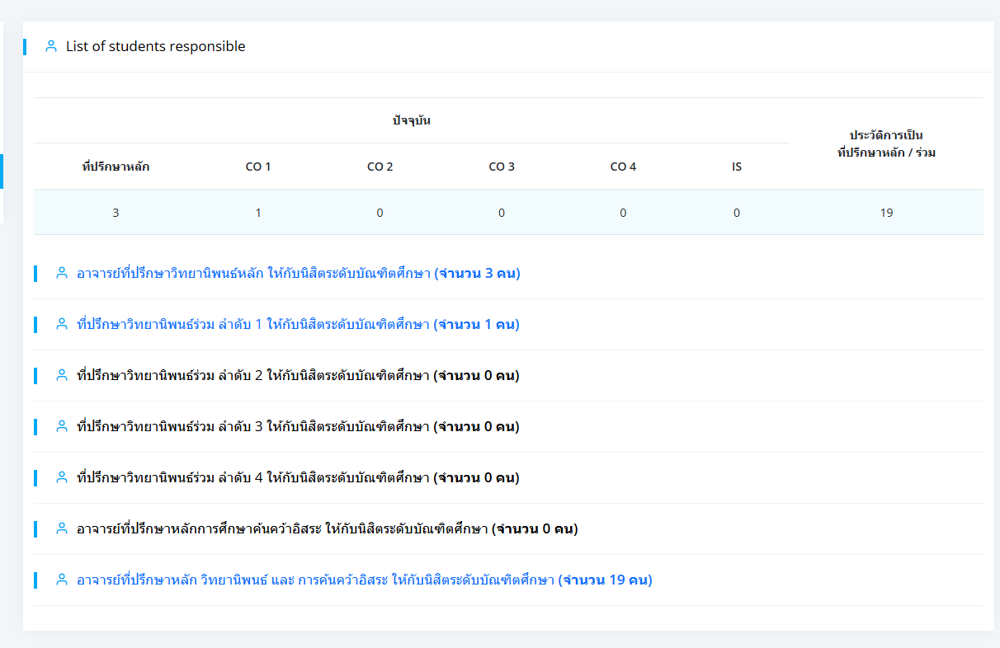 List of students responsible
ปัจจุบัน
ประวัติการเป็น
ที่ปรึกษาหลัก / ร่วม
ที่ปรึกษาหลัก CO 1 CO 2 CO 3 CO 4 IS
3 1 0 0 0 0 19
อาจารย์ที่ปรึกษาวิทยานิพนธ์หลัก ให้กับนิสิตระดับบัณฑิตศึกษา (จำนวน 3 คน)
ที่ปรึกษาวิทยานิพนธ์ร่วม ลำดับ 1 ให้กับนิสิตระดับบัณฑิตศึกษา (จำนวน 1 คน)
ที่ปรึกษาวิทยานิพนธ์ร่วม ลำดับ 2 ให้กับนิสิตระดับบัณฑิตศึกษา (จำนวน 0 คน)
ที่ปรึกษาวิทยานิพนธ์ร่วม ลำดับ 3 ให้กับนิสิตระดับบัณฑิตศึกษา (จำนวน 0 คน)
ที่ปรึกษาวิทยานิพนธ์ร่วม ลำดับ 4 ให้กับนิสิตระดับบัณฑิตศึกษา (จำนวน 0 คน)
อาจารย์ที่ปรึกษาหลักการศึกษาค้นคว้าอิสระ ให้กับนิสิตระดับบัณฑิตศึกษา (จำนวน 0 คน)
อาจารย์ที่ปรึกษาหลัก วิทยานิพนธ์ และ การค้นคว้าอิสระ ให้กับนิสิตระดับบัณฑิตศึกษา (จำนวน 19 คน)